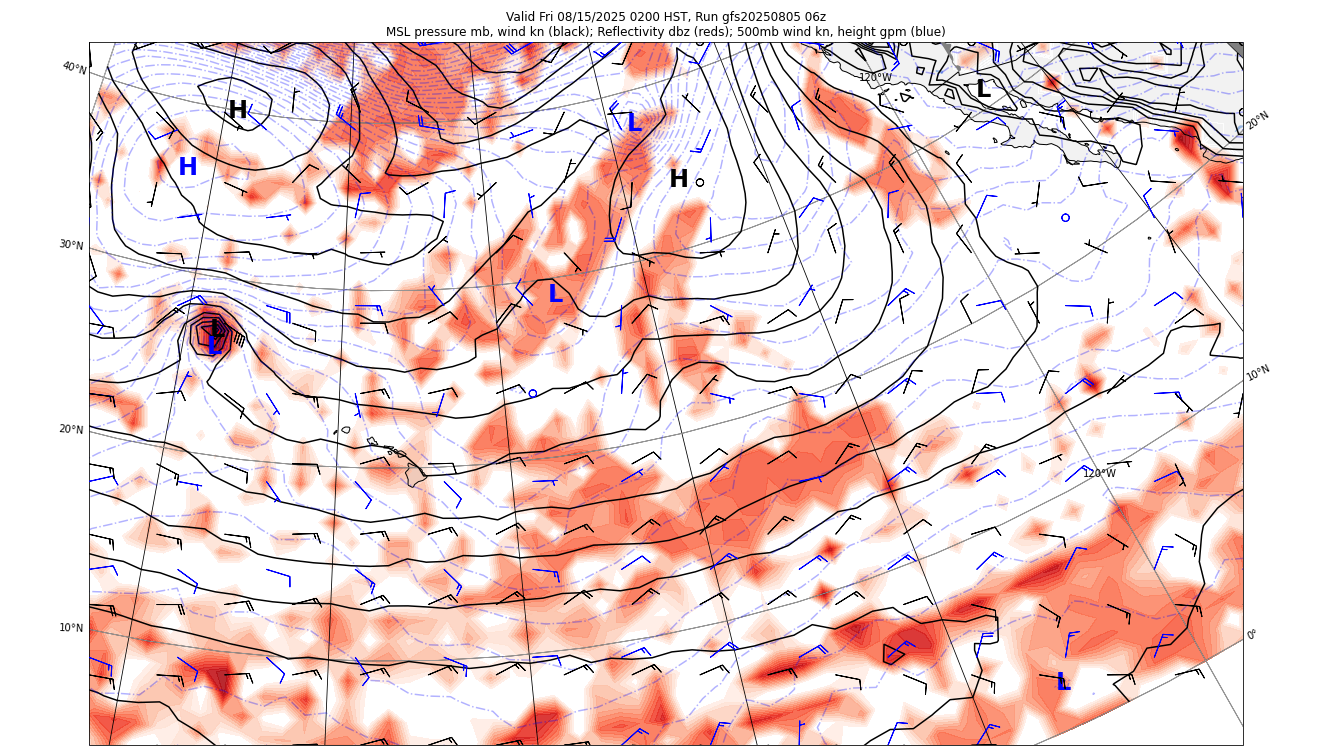 Valid Fri 08/15/2025 0200 HST, Run gfs20250805 06z
MSL pressure mb, wind kn (black); Reflectivity dbz (reds); 500mb wind kn, height gpm (blue)
40°N
120°W
L
H
L
20°N
H
H
30°N
L
L
L
10°N
20°N
120°W
10°N
0°
L